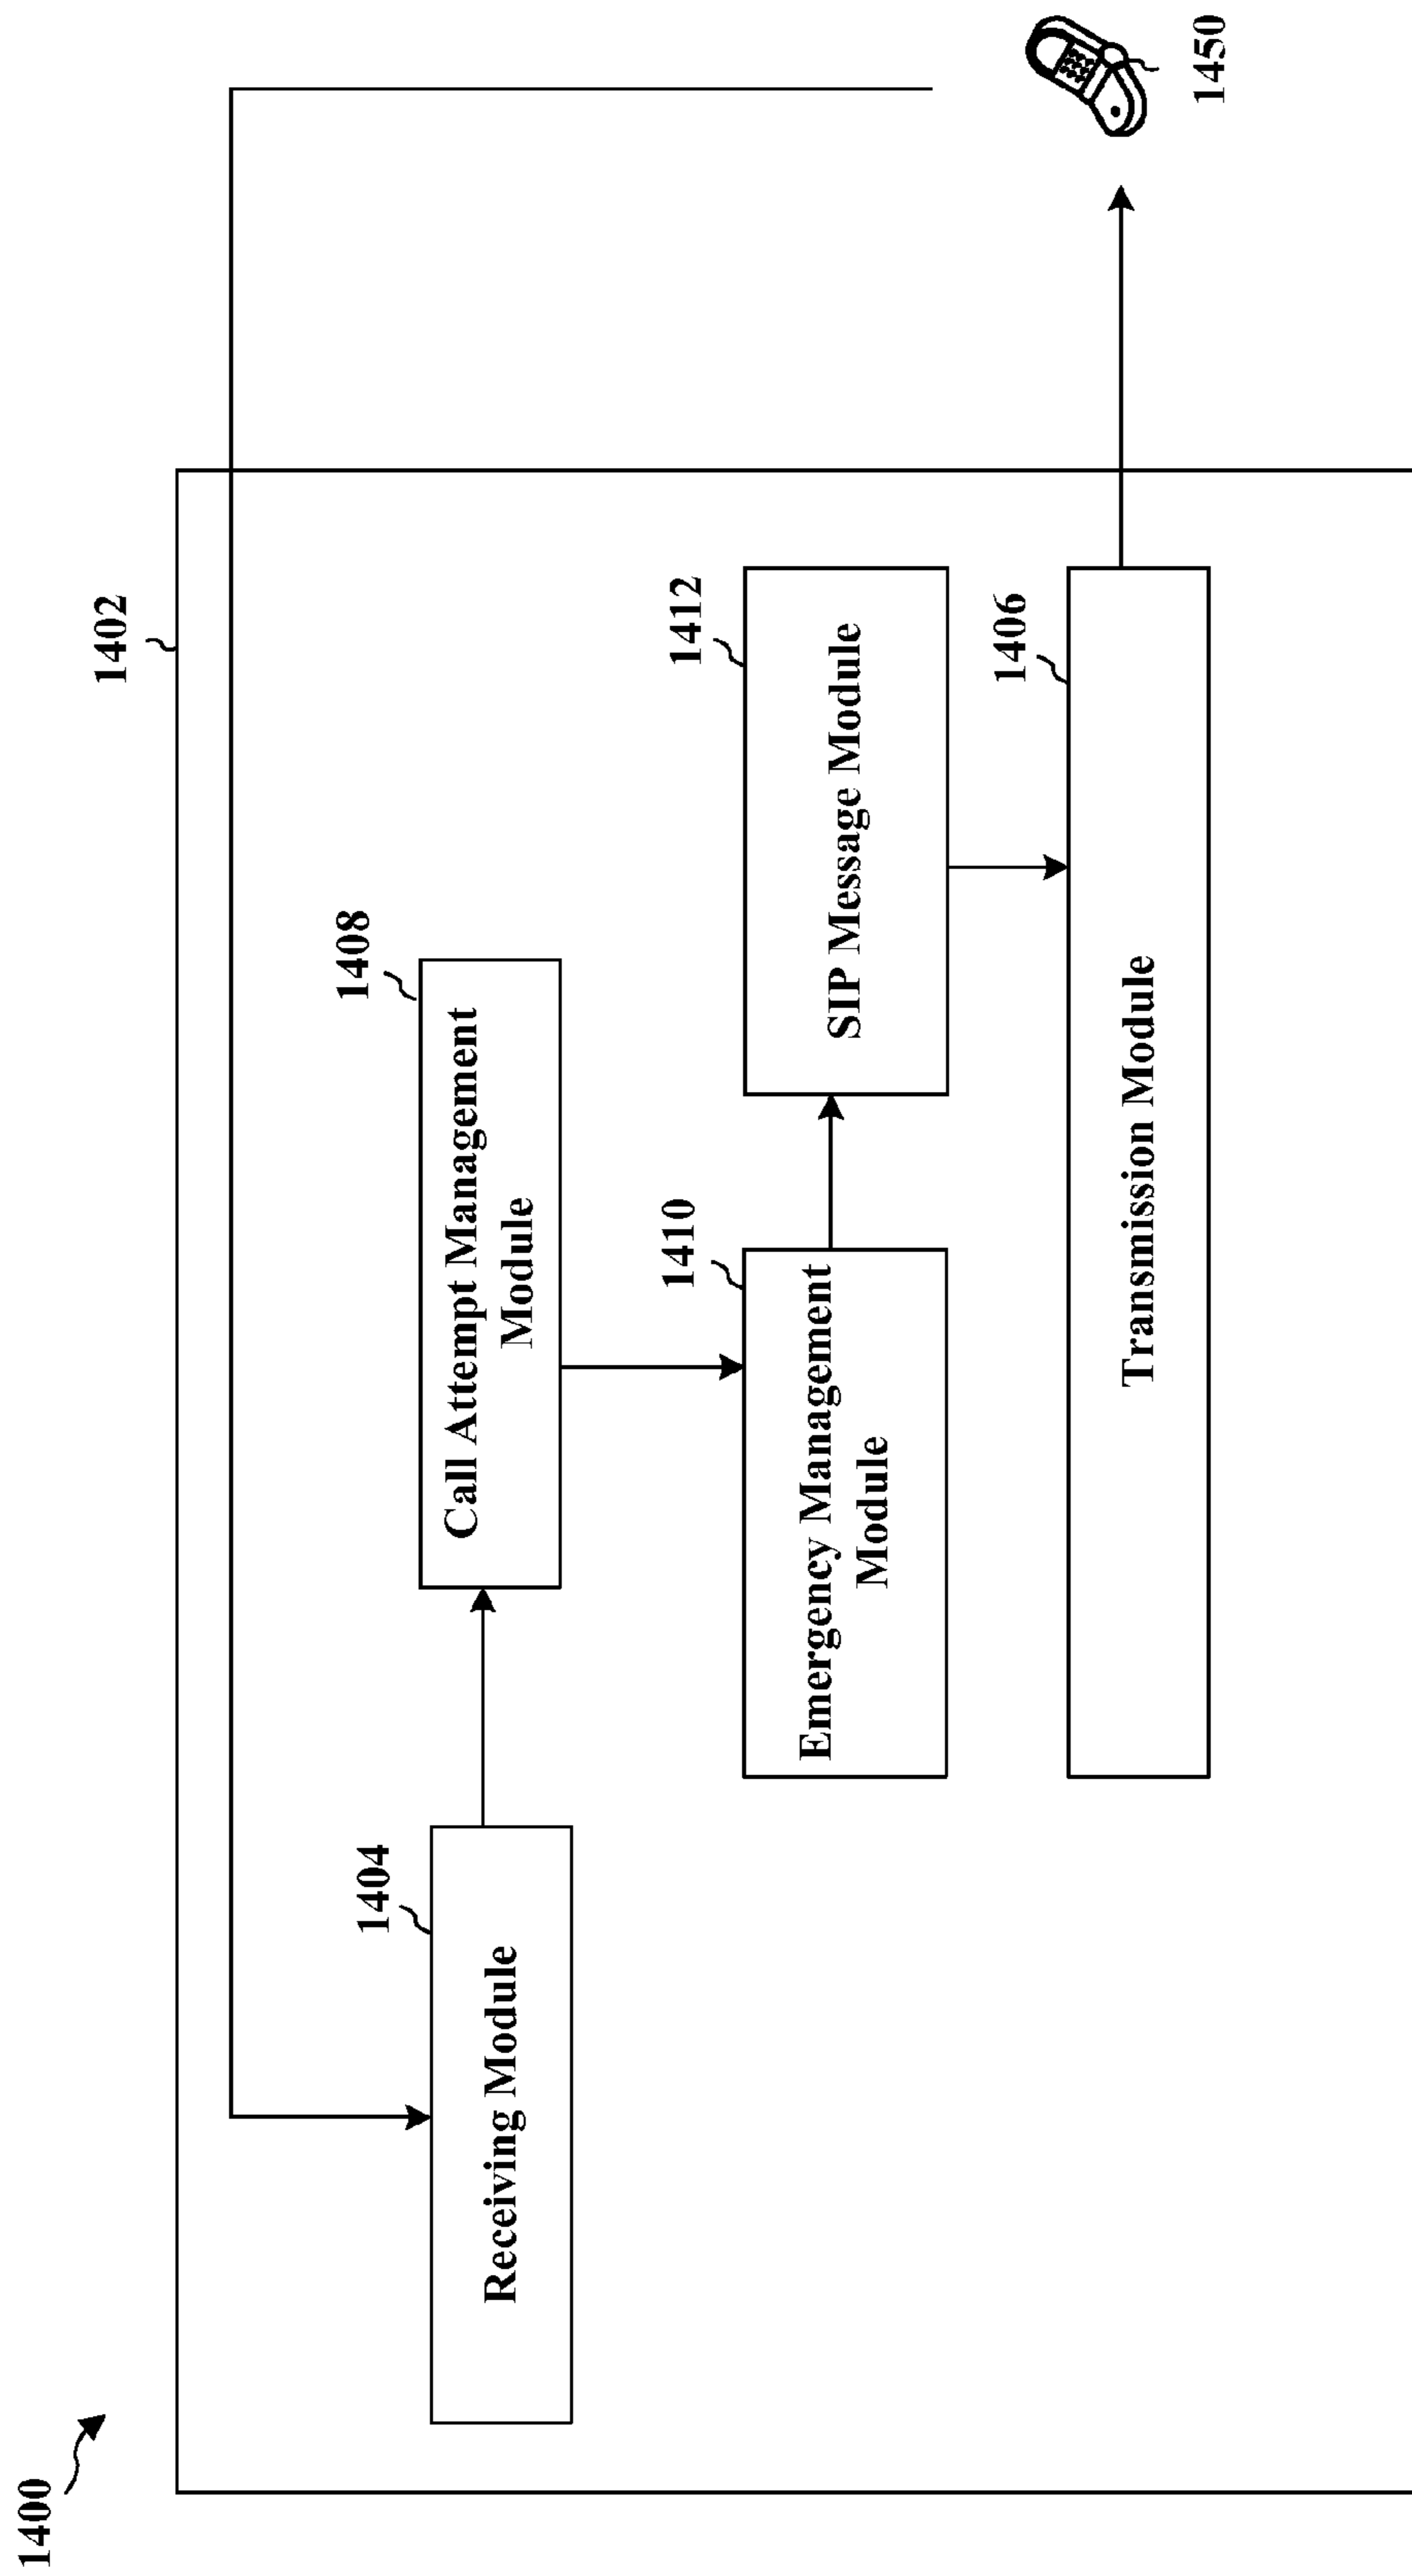 1400
1402
1404
Receiving Module
1408
Call Attempt Management
Module
1410
Emergency Management
Module
1412
SIP Message Module
1406
Transmission Module
1450